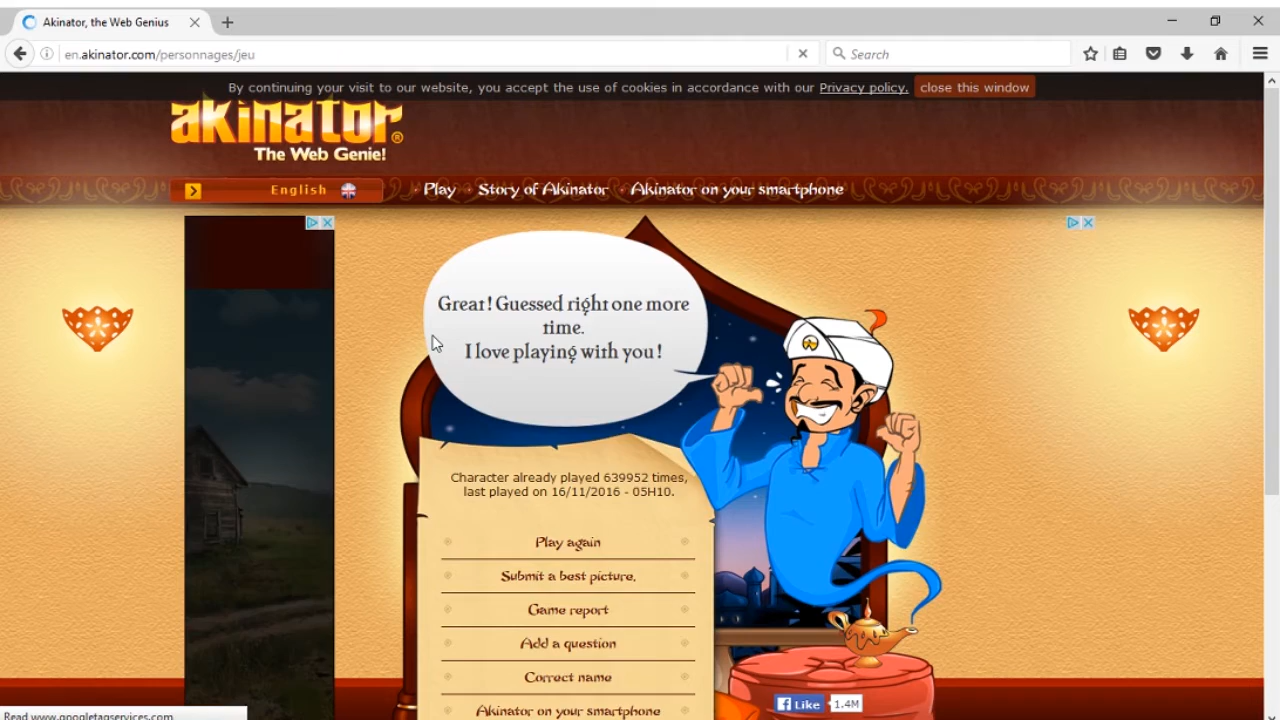 Akinator, the Web Genius
en.akinator.com/personnages/jeu
Search
By continuing your visit to our website, you accept the use of cookies in accordance with our Privacy policy. close this window
akinator®
The Web Genie!
English
Play
Story of Akinator
Akinator on your smartphone
Great! Guessed right one more
time.
I love playing with you!
Character already played 639952 times,
last played on 16/11/2016 - 05H10.
Play again
Submit a best picture.
Game report
Add a question
Correct name
Akinator on your smartphone
Like 1.4M
Read www.googletagservices.com